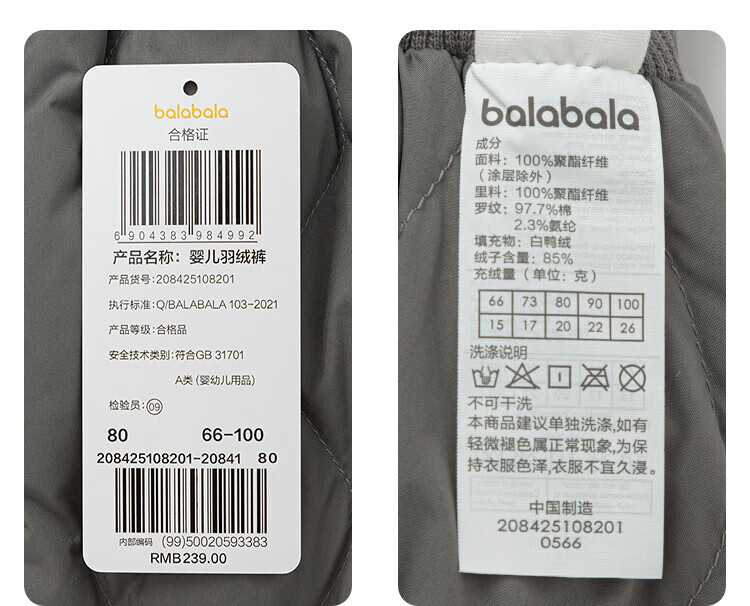 balabala
合格证
6 904383 984992
产品名称：婴儿羽绒裤
产品货号：208425108201
执行标准：Q/BALABALA 103-2021
产品等级：合格品
安全技术类别：符合GB 31701
A类（婴幼儿用品）
检验员：09
80 66-100
208425108201-20841 80
内部编码 (99)50020593383
RMB239.00
balabala
成分
面料：100%聚酯纤维
（涂层除外）
里料：100%聚酯纤维
罗纹：97.7%棉
2.3%氨纶
填充物：白鸭绒
绒子含量：85%
充绒量（单位：克）
66 73 80 90 100
15 17 20 22 26
洗涤说明
不可干洗
本商品建议单独洗涤,如有
轻微褪色属正常现象,为保
持衣服色泽,衣服不宜久浸。
中国制造
208425108201
0566